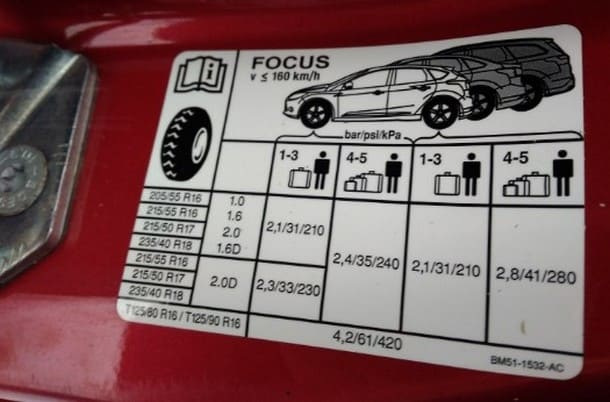 FOCUS
v ≤ 160 km/h
bar/psi/kPa
1-3 4-5 1-3 4-5
205/55 R16 1.0
215/55 R16 1.6
215/50 R17 2.0
235/40 R18 1.6D
2,1/31/210
2,4/35/240 2,1/31/210 2,8/41/280
215/55 R16
215/50 R17 2.0D 2,3/33/230
235/40 R18
T125/80 R16 / T125/90 R16 4,2/61/420
BM51-1532-AC